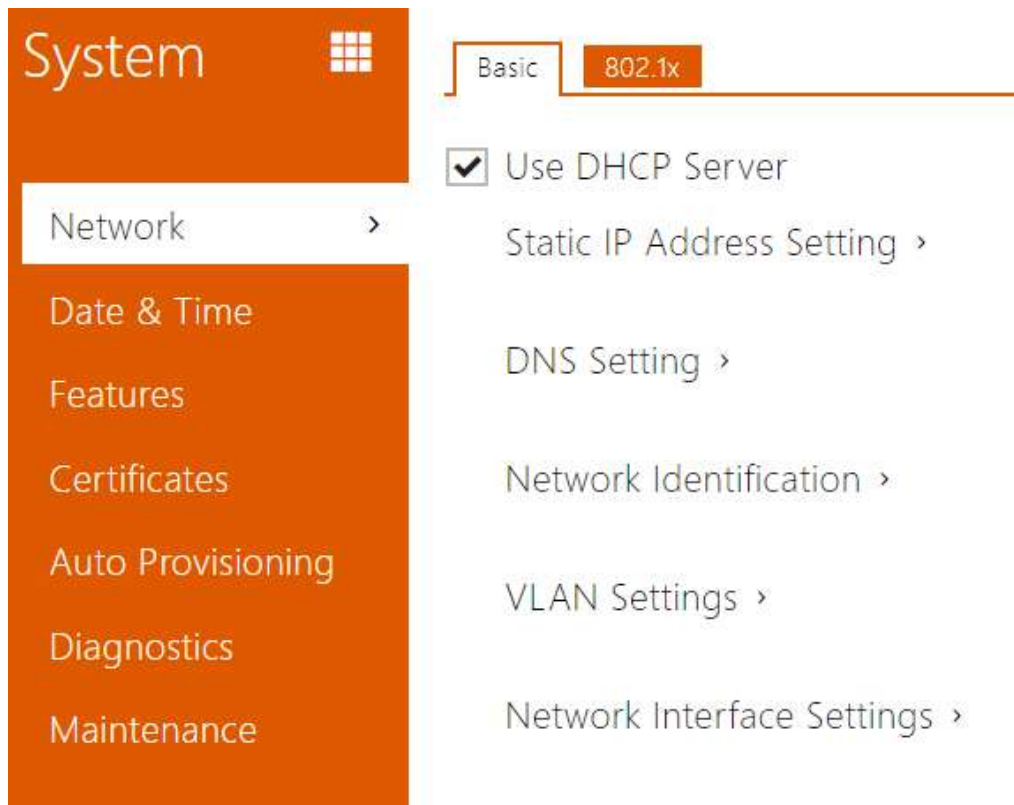 System
Network
Date & Time
Features
Certificates
Auto Provisioning
Diagnostics
Maintenance
Basic
802.1x
Use DHCP Server
Static IP Address Setting
DNS Setting
Network Identification
VLAN Settings
Network Interface Settings